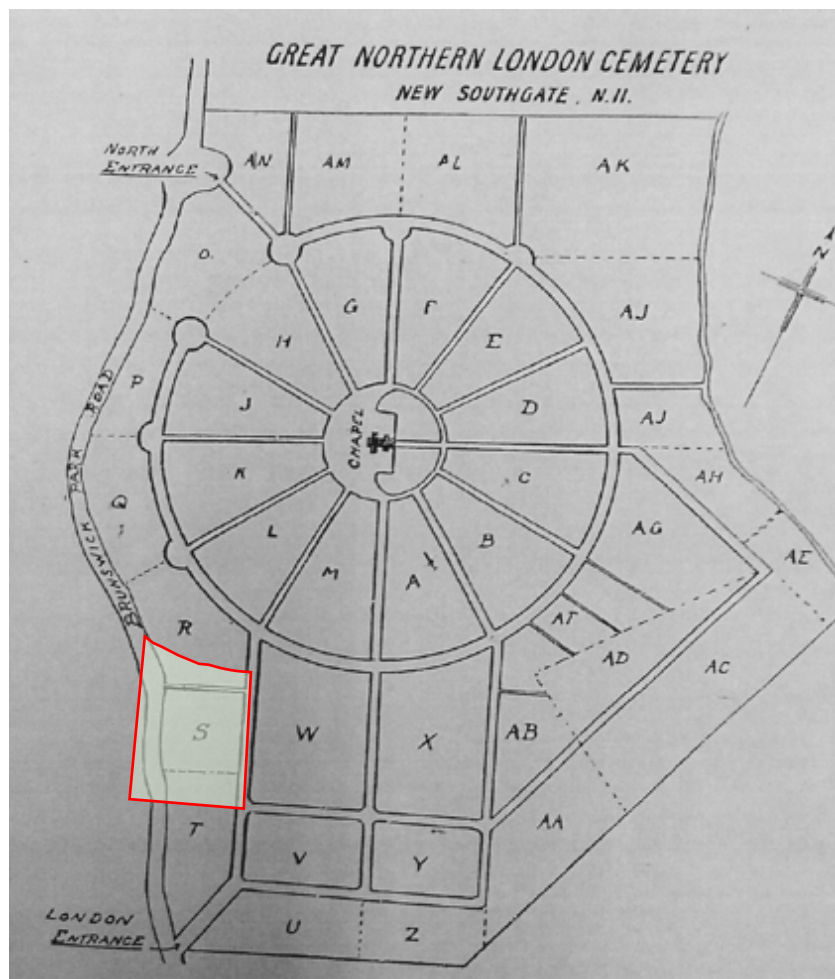 GREAT NORTHERN LONDON CEMETERY
NEW SOUTHGATE, N.11.
NORTH
ENTRANCE
AN
AM
AL
AK
N
O.
G
F
E
H
AJ
P
J
D
AJ
CHAPEL
BRUNSWICK PARK ROAD
K
C
AH
Q
L
B
AG
M
A
AE
R
AT
AD
AC
S
W
X
AB
T
AA
V
Y
LONDON
ENTRANCE
U
Z